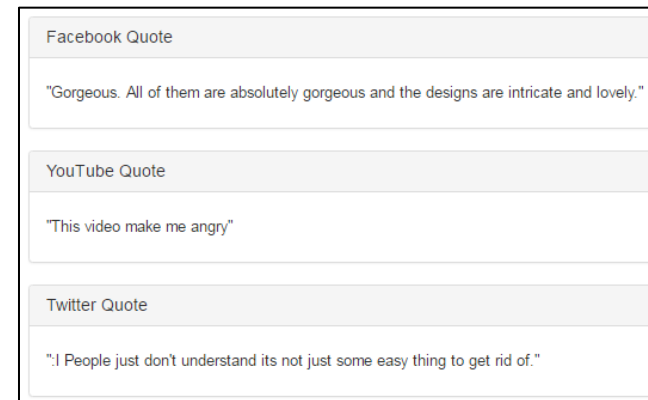 Facebook Quote
"Gorgeous. All of them are absolutely gorgeous and the designs are intricate and lovely."
YouTube Quote
"This video make me angry"
Twitter Quote
":I People just don't understand its not just some easy thing to get rid of."